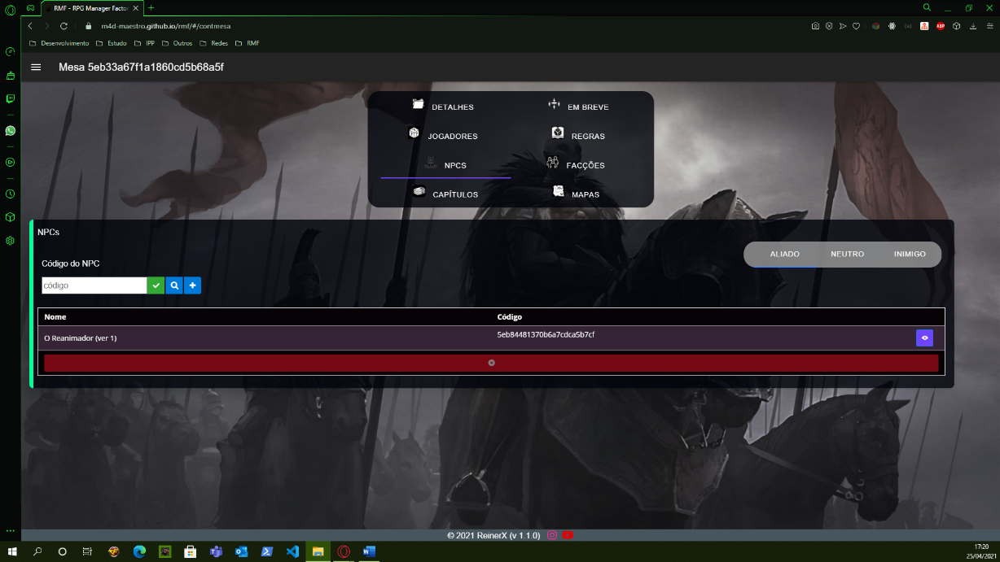 RMF - RPG Manager Factor
m4d-maestro.github.io/rmf/#/contmesa
Desenvolvimento Estudo IPP Outros Redes RMF
Mesa 5eb33a67f1a1860cd5b68a5f
DETALHES EM BREVE
JOGADORES REGRAS
NPCS FACÇÕES
CAPÍTULOS MAPAS
NPCs
ALIADO NEUTRO INIMIGO
Código do NPC
código
Nome Código
O Reanimador (ver 1) 5eb84481370b6a7cdca5b7cf
© 2021 ReinerX (v 1.1.0)
17:20
25/04/2021